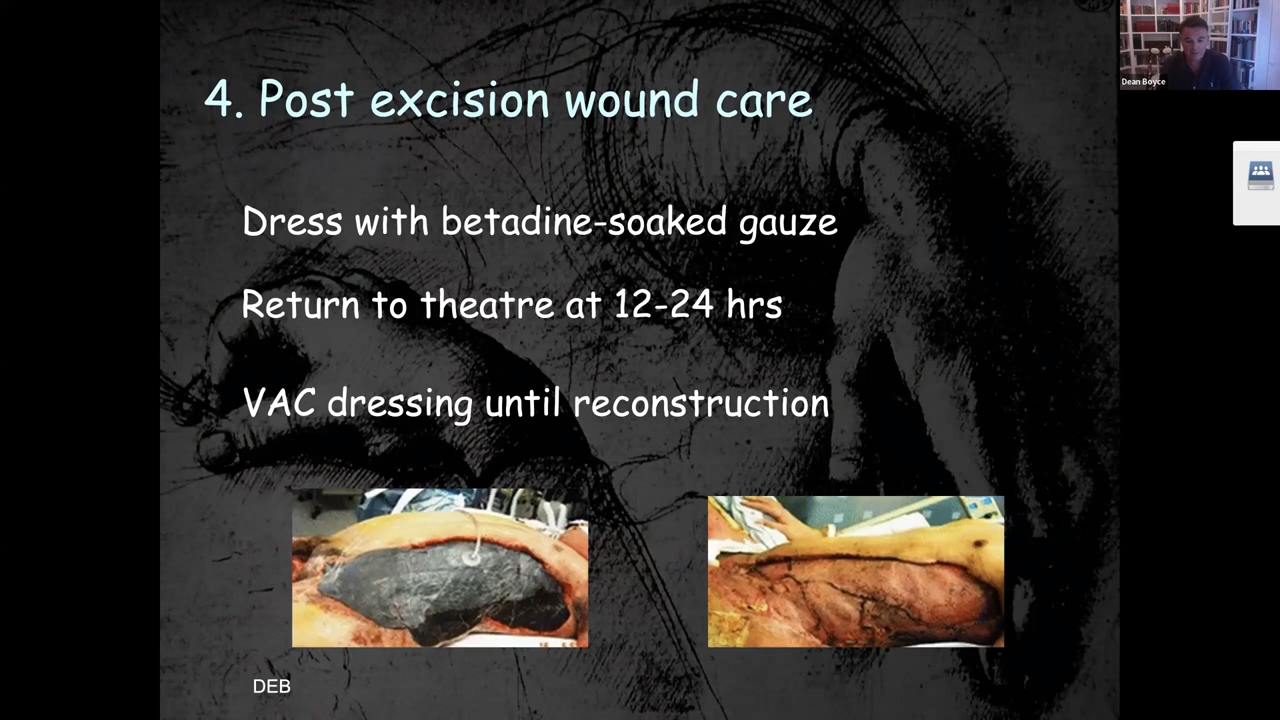 4. Post excision wound care
Dean Boyce
Dress with betadine-soaked gauze
Return to theatre at 12-24 hrs
VAC dressing until reconstruction
DEB